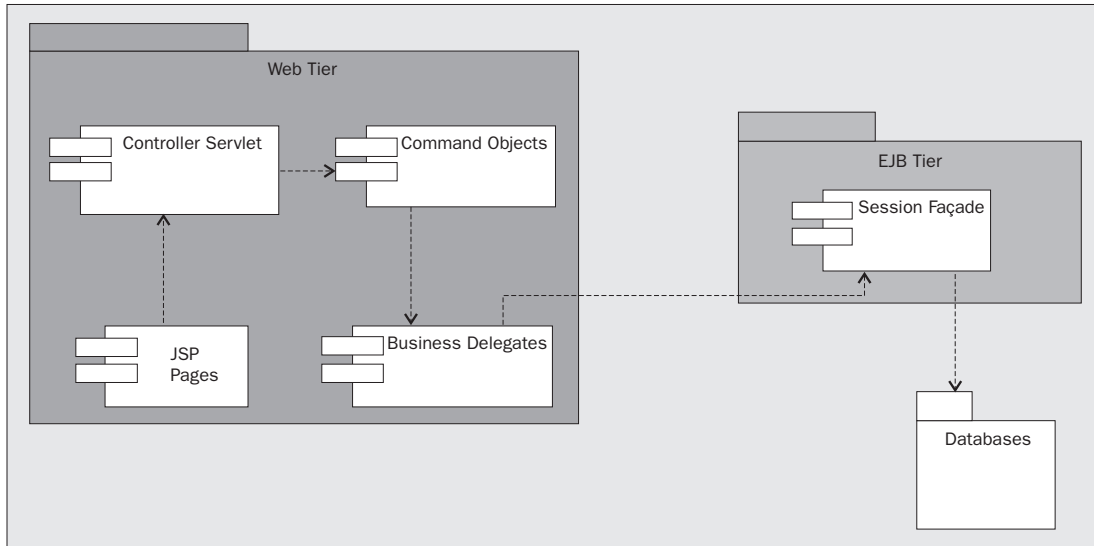 Web Tier
Controller Servlet
Command Objects
JSP
Pages
Business Delegates
EJB Tier
Session Façade
Databases